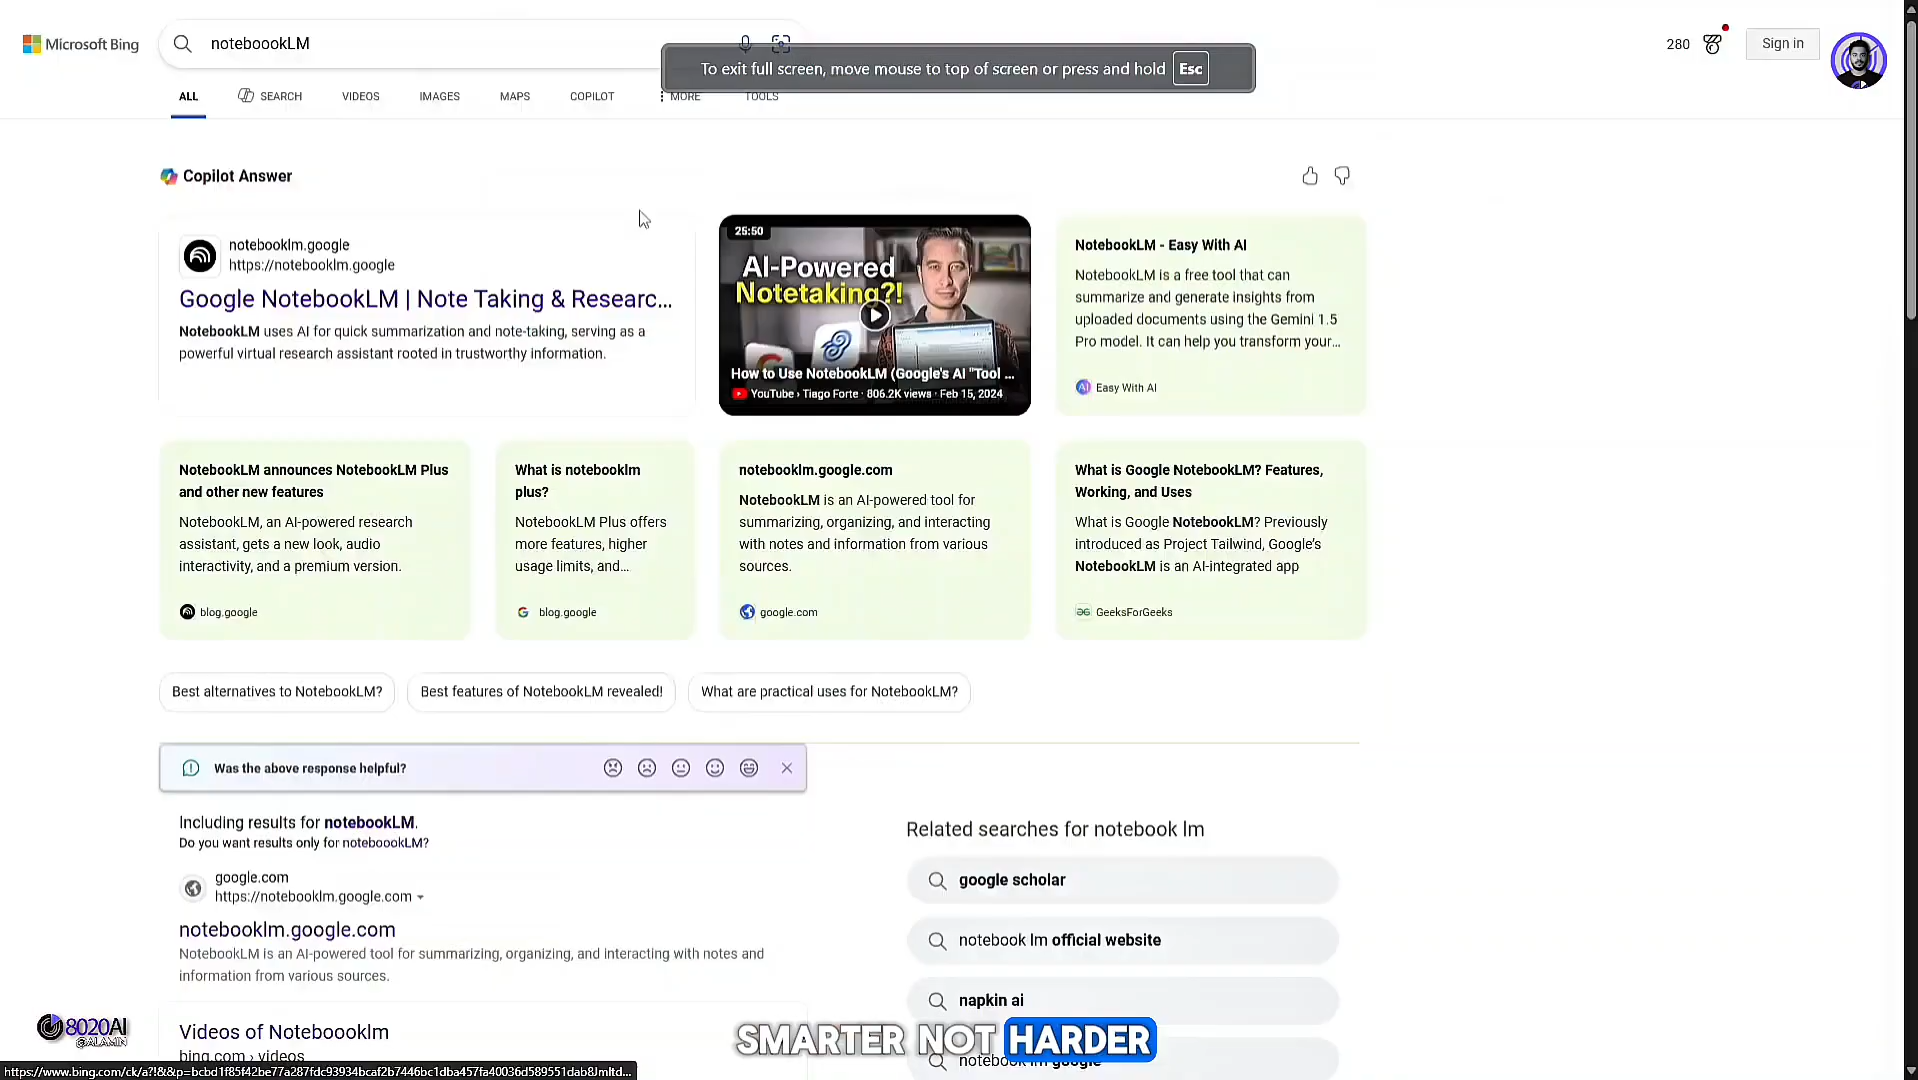 Microsoft Bing
noteboookLM
To exit full screen, move mouse to top of screen or press and hold Esc
280
Sign in
ALL
SEARCH
VIDEOS
IMAGES
MAPS
COPILOT
MORE
TOOLS
Copilot Answer
notebooklm.google
https://notebooklm.google
Google NotebookLM | Note Taking & Researc...
NotebookLM uses AI for quick summarization and note-taking, serving as a
powerful virtual research assistant rooted in trustworthy information.
25:50
AI-Powered
Notetaking?!
How to Use NotebookLM (Google's AI "Tool ...
YouTube › Tiago Forte · 806.2K views · Feb 15, 2024
NotebookLM - Easy With AI
NotebookLM is a free tool that can
summarize and generate insights from
uploaded documents using the Gemini 1.5
Pro model. It can help you transform your...
Easy With AI
NotebookLM announces NotebookLM Plus
and other new features
NotebookLM, an AI-powered research
assistant, gets a new look, audio
interactivity, and a premium version.
blog.google
What is notebooklm
plus?
NotebookLM Plus offers
more features, higher
usage limits, and...
blog.google
notebooklm.google.com
NotebookLM is an AI-powered tool for
summarizing, organizing, and interacting
with notes and information from various
sources.
google.com
What is Google NotebookLM? Features,
Working, and Uses
What is Google NotebookLM? Previously
introduced as Project Tailwind, Google's
NotebookLM is an AI-integrated app
GeeksForGeeks
Best alternatives to NotebookLM?
Best features of NotebookLM revealed!
What are practical uses for NotebookLM?
Was the above response helpful?
Including results for notebookLM.
Do you want results only for noteboookLM?
google.com
https://notebooklm.google.com
notebooklm.google.com
NotebookLM is an AI-powered tool for summarizing, organizing, and interacting with notes and
information from various sources.
Videos of Noteboooklm
bing.com › videos
Related searches for notebook lm
google scholar
notebook lm official website
napkin ai
notebook lm google
SMARTER NOT HARDER
8020AI
@ALAMIN
https://www.bing.com/ck/a?!&&p=bcbd1f85f42be77a287fdc93934bcaf2b7446bc1dba457fa40036d589551dab8Jmltd...